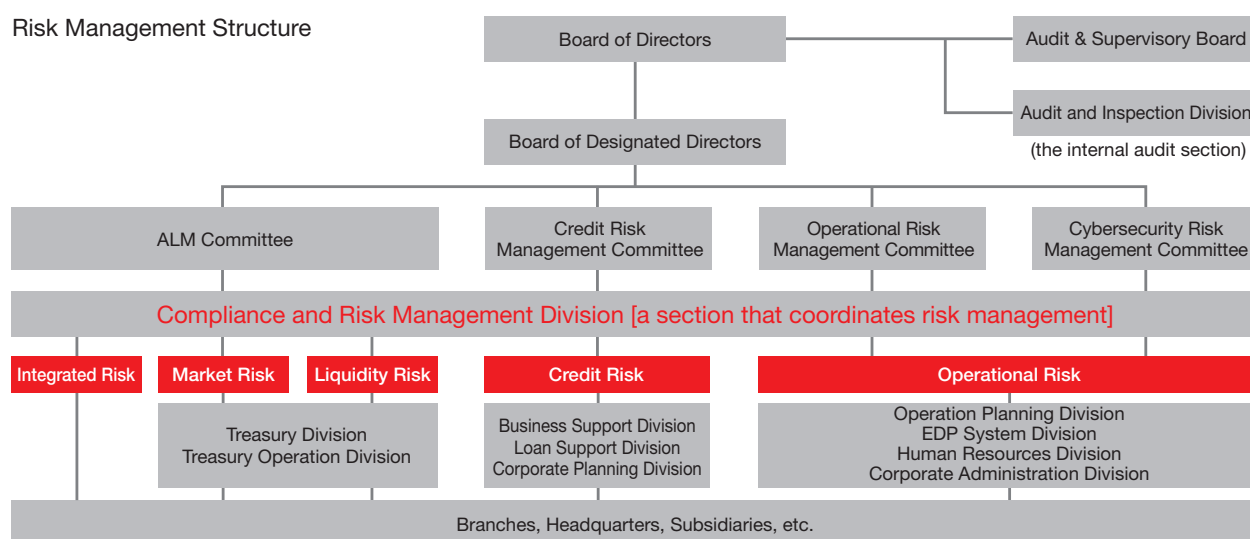 Risk Management Structure
Board of Directors
Audit & Supervisory Board
Audit and Inspection Division
(the internal audit section)
Board of Designated Directors
ALM Committee
Credit Risk
Management Committee
Operational Risk
Management Committee
Cybersecurity Risk
Management Committee
Compliance and Risk Management Division [a section that coordinates risk management]
Integrated Risk
Market Risk
Liquidity Risk
Credit Risk
Operational Risk
Treasury Division
Treasury Operation Division
Business Support Division
Loan Support Division
Corporate Planning Division
Operation Planning Division
EDP System Division
Human Resources Division
Corporate Administration Division
Branches, Headquarters, Subsidiaries, etc.